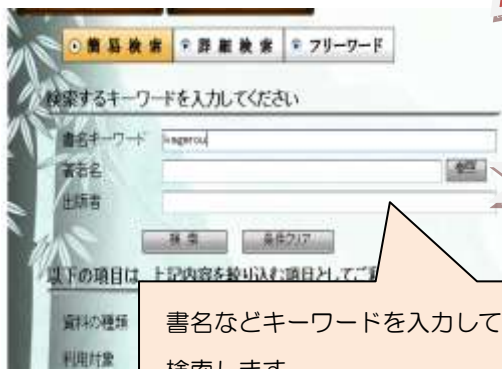 簡易検索 詳細検索 フリーワード
検索するキーワードを入力してください
書名キーワード kagerou
著者名
出版者
検索 条件クリア
以下の項目は、上記内容を絞り込む項目としてご
資料の種類
利用対象
書名などキーワードを入力して
検索します